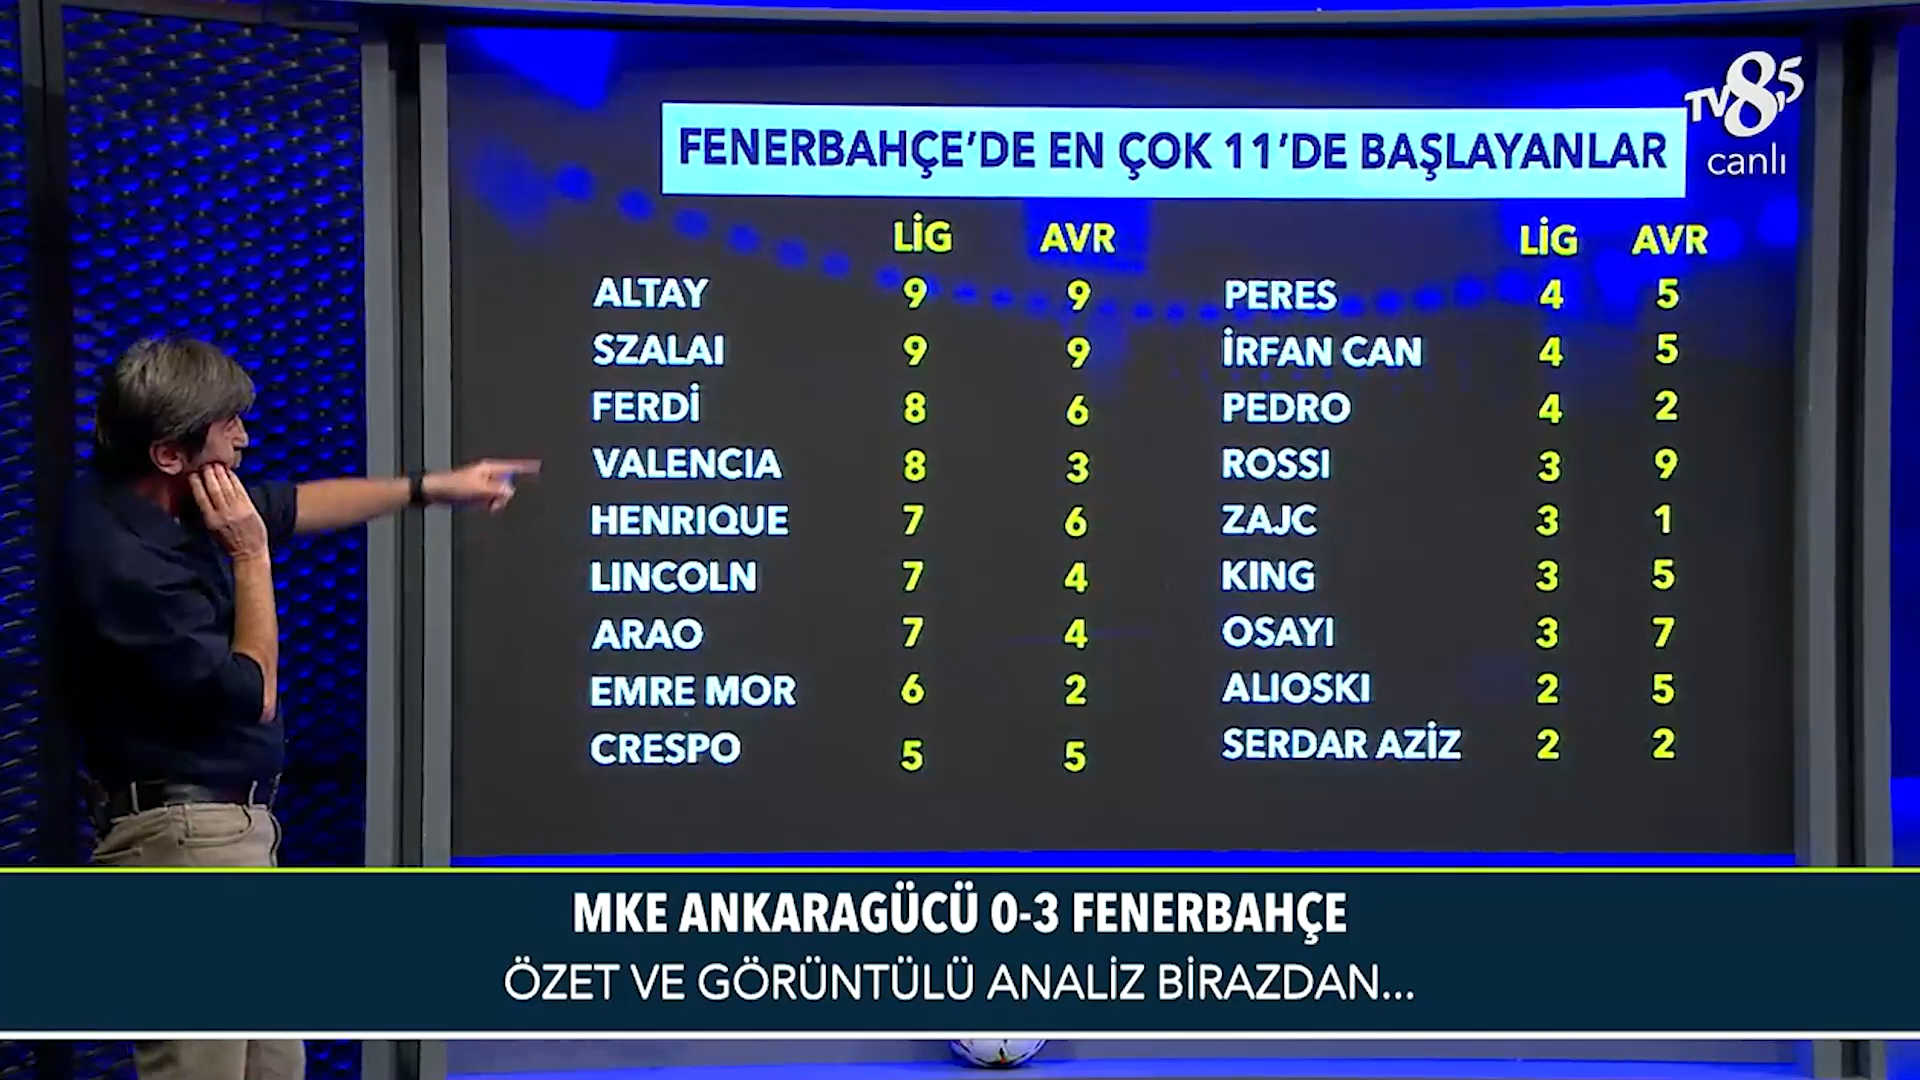 TV8,5
canlı
FENERBAHÇE'DE EN ÇOK 11'DE BAŞLAYANLAR
LİG AVR
ALTAY 9 9
SZALAI 9 9
FERDİ 8 6
VALENCIA 8 3
HENRIQUE 7 6
LINCOLN 7 4
ARAO 7 4
EMRE MOR 6 2
CRESPO 5 5
LİG AVR
PERES 4 5
İRFAN CAN 4 5
PEDRO 4 2
ROSSI 3 9
ZAJC 3 1
KING 3 5
OSAYI 3 7
ALIOSKI 2 5
SERDAR AZİZ 2 2
MKE ANKARAGÜCÜ 0-3 FENERBAHÇE
ÖZET VE GÖRÜNTÜLÜ ANALİZ BİRAZDAN...